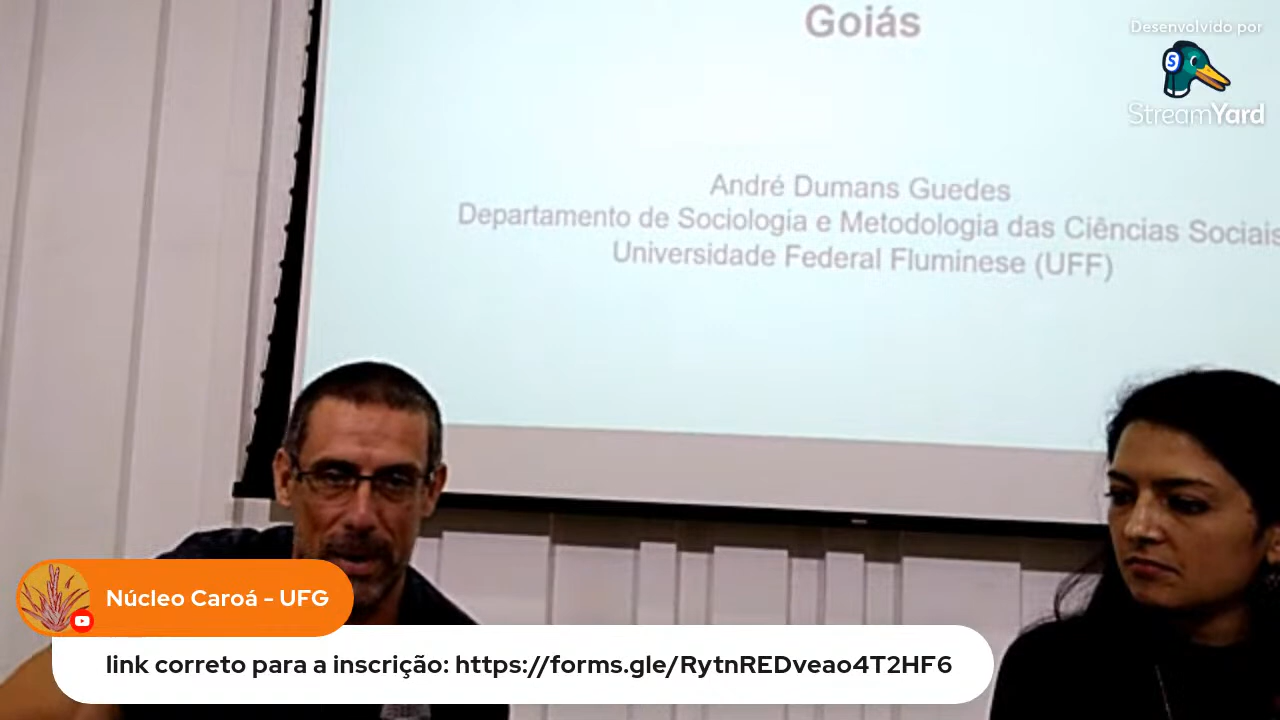 Goiás
Desenvolvido por
StreamYard
André Dumans Guedes
Departamento de Sociologia e Metodologia das Ciências Sociais
Universidade Federal Fluminese (UFF)
Núcleo Caroá - UFG
link correto para a inscrição: https://forms.gle/RytnREDveao4T2HF6